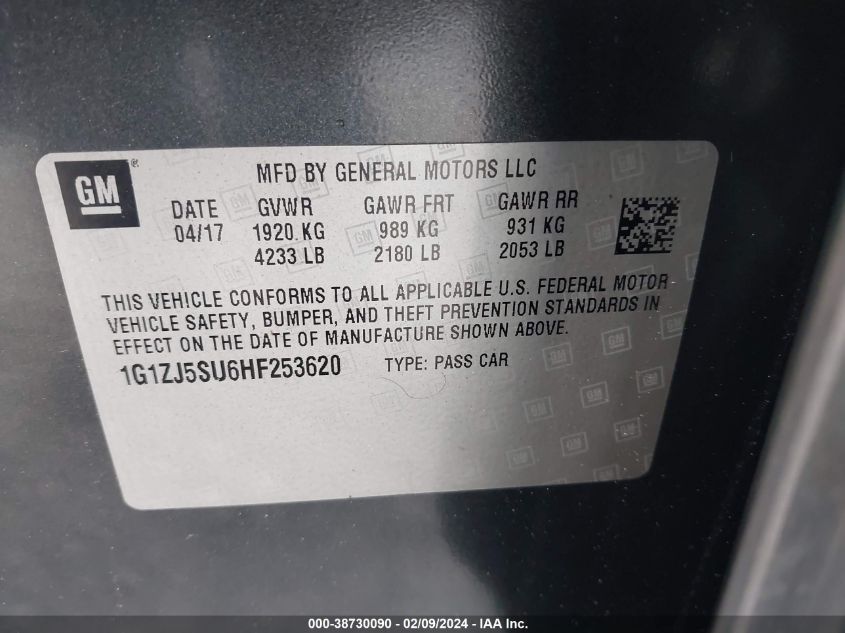 GM ®
MFD BY GENERAL MOTORS LLC
DATE GVWR GAWR FRT GAWR RR
04/17 1920 KG 989 KG 931 KG
4233 LB 2180 LB 2053 LB
THIS VEHICLE CONFORMS TO ALL APPLICABLE U.S. FEDERAL MOTOR
VEHICLE SAFETY, BUMPER, AND THEFT PREVENTION STANDARDS IN
EFFECT ON THE DATE OF MANUFACTURE SHOWN ABOVE.
1G1ZJ5SU6HF253620 TYPE: PASS CAR
000-38730090 - 02/09/2024 - IAA Inc.